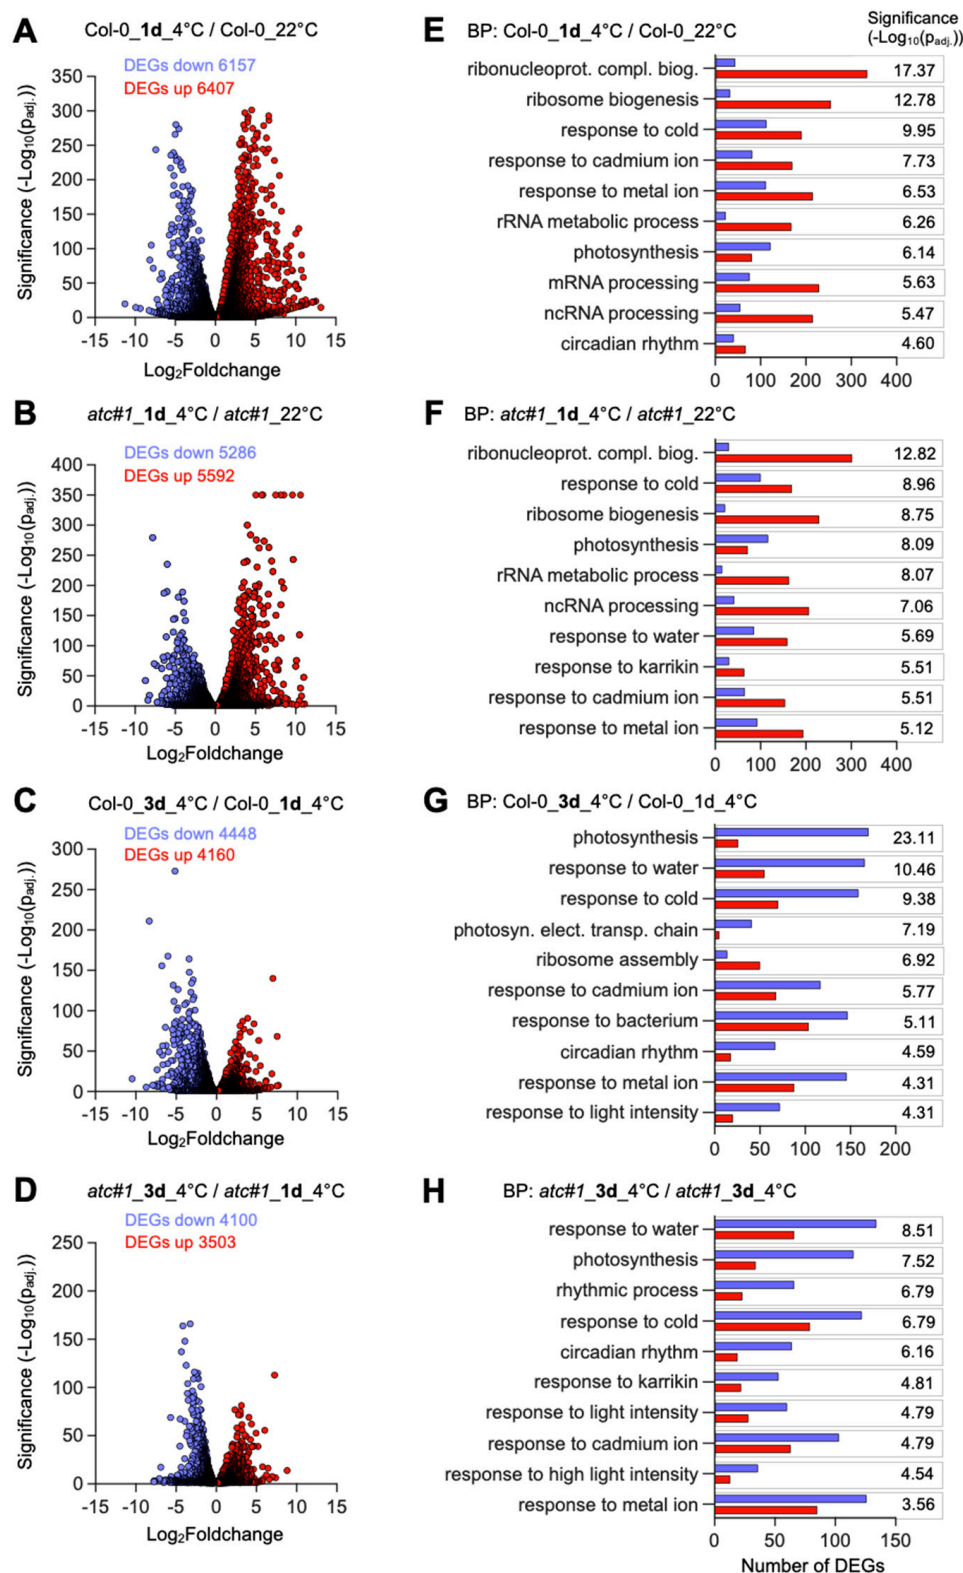 A
Col-0_1d_4°C / Col-0_22°C
DEGs down 6157
DEGs up 6407
Significance (-Log10(padj.))
350
300
250
200
150
100
50
0
-15 -10 -5 0 5 10 15
Log2Foldchange
E
BP: Col-0_1d_4°C / Col-0_22°C
Significance
(-Log10(padj.))
ribonucleoprot. compl. biog. 17.37
ribosome biogenesis 12.78
response to cold 9.95
response to cadmium ion 7.73
response to metal ion 6.53
rRNA metabolic process 6.26
photosynthesis 6.14
mRNA processing 5.63
ncRNA processing 5.47
circadian rhythm 4.60
0 100 200 300 400
B
atc#1_1d_4°C / atc#1_22°C
DEGs down 5286
DEGs up 5592
Significance (-Log10(padj.))
400
350
300
250
200
150
100
50
0
-15 -10 -5 0 5 10 15
Log2Foldchange
F
BP: atc#1_1d_4°C / atc#1_22°C
ribonucleoprot. compl. biog. 12.82
response to cold 8.96
ribosome biogenesis 8.75
photosynthesis 8.09
rRNA metabolic process 8.07
ncRNA processing 7.06
response to water 5.69
response to karrikin 5.51
response to cadmium ion 5.51
response to metal ion 5.12
0 100 200 300 400
C
Col-0_3d_4°C / Col-0_1d_4°C
DEGs down 4448
DEGs up 4160
Significance (-Log10(padj.))
300
250
200
150
100
50
0
-15 -10 -5 0 5 10 15
Log2Foldchange
G
BP: Col-0_3d_4°C / Col-0_1d_4°C
photosynthesis 23.11
response to water 10.46
response to cold 9.38
photosyn. elect. transp. chain 7.19
ribosome assembly 6.92
response to cadmium ion 5.77
response to bacterium 5.11
circadian rhythm 4.59
response to metal ion 4.31
response to light intensity 4.31
0 50 100 150 200
D
atc#1_3d_4°C / atc#1_1d_4°C
DEGs down 4100
DEGs up 3503
Significance (-Log10(padj.))
250
200
150
100
50
0
-15 -10 -5 0 5 10 15
Log2Foldchange
H
BP: atc#1_3d_4°C / atc#1_3d_4°C
response to water 8.51
photosynthesis 7.52
rhythmic process 6.79
response to cold 6.79
circadian rhythm 6.16
response to karrikin 4.81
response to light intensity 4.79
response to cadmium ion 4.79
response to high light intensity 4.54
response to metal ion 3.56
0 50 100 150
Number of DEGs